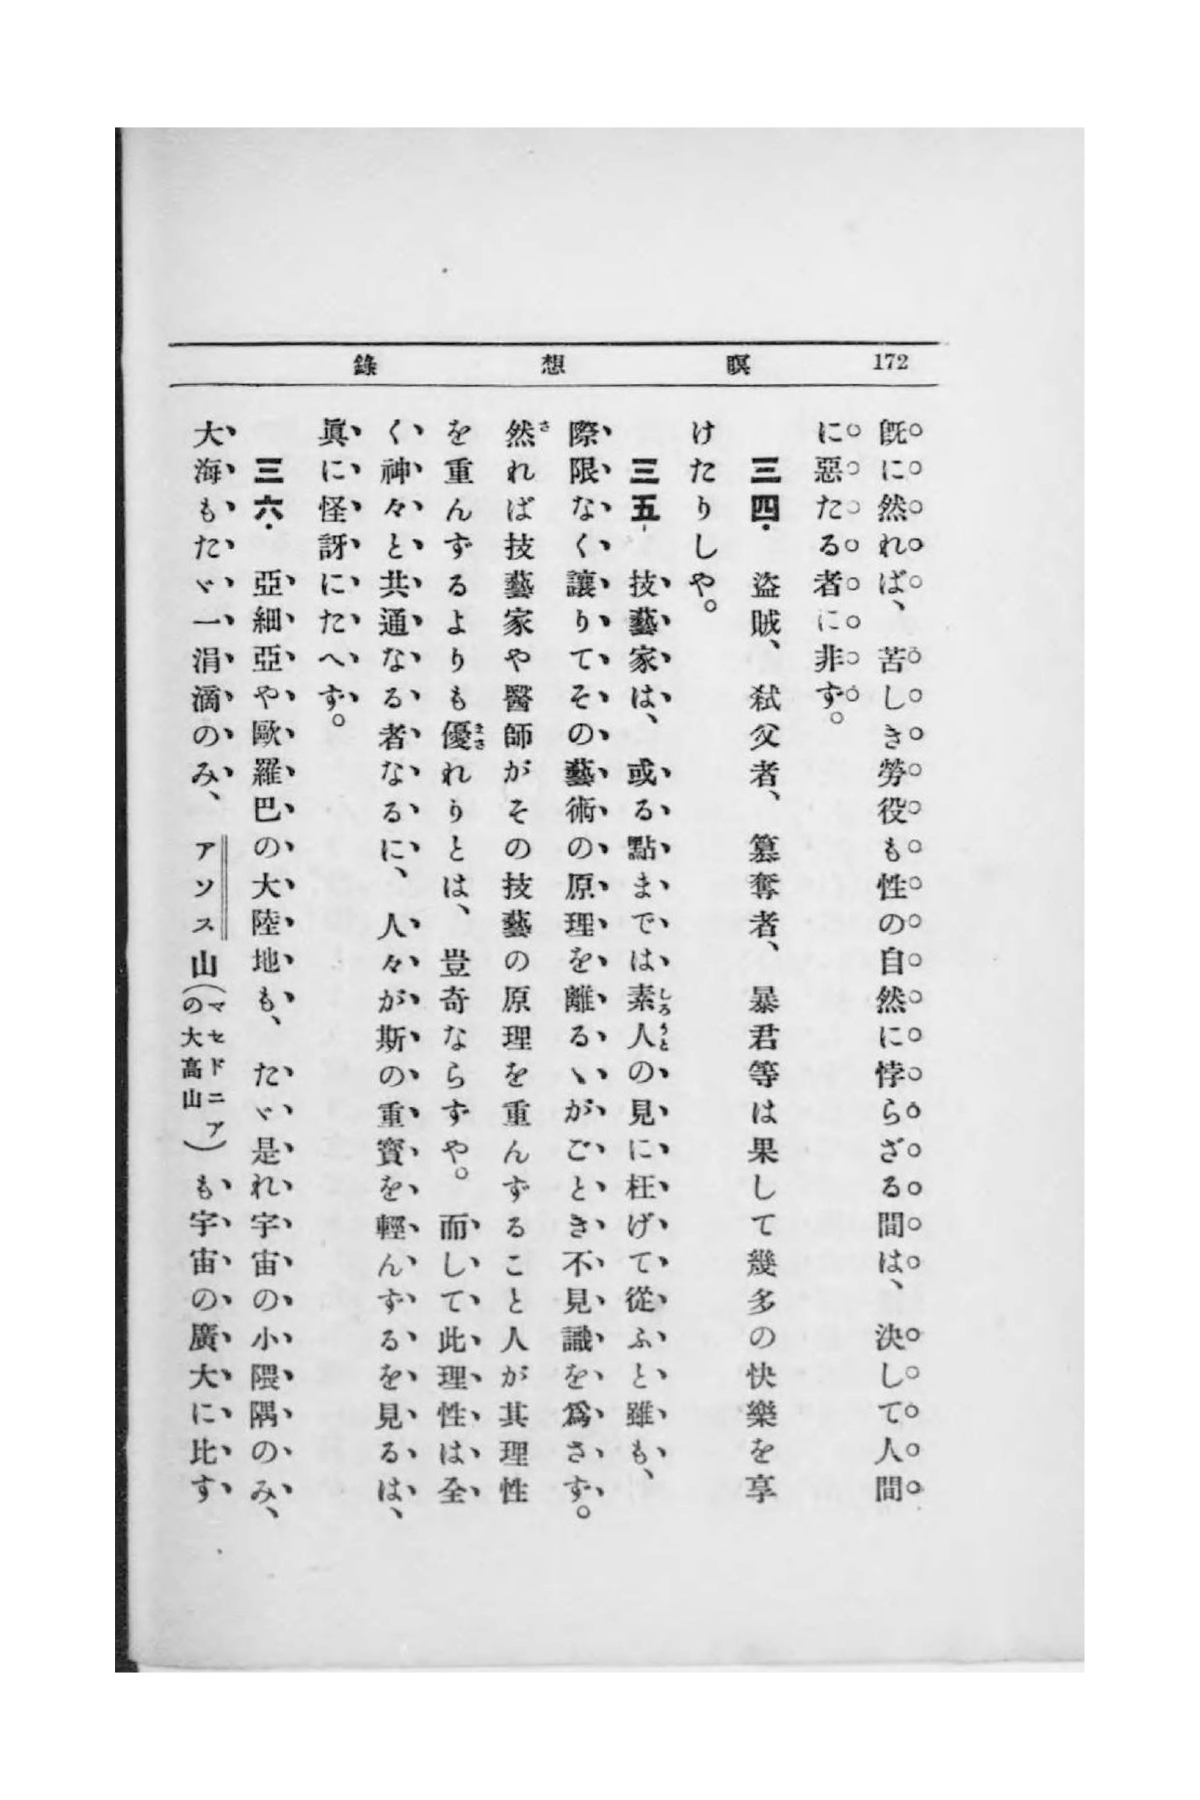 172 瞑想錄
既に然れば、苦しき勞役も性の自然に悖らざる間は、決して人間
に惡たる者に非ず。
三四・盜賊、弑父者、簒奪者、暴君等は果して幾多の快樂を享
けたりしや。
三五・技藝家は、或る點までは素人の見に枉げて從ふと雖も、
際限なく讓りてその藝術の原理を離るゝがごとき不見識を爲さず。
然れば技藝家や醫師がその技藝の原理を重んずること人が其理性
を重んずるよりも優れりとは、豈奇ならずや。而して此理性は全
く神々と共通なる者なるに、人々が斯の重寳を輕んずるを見るは、
眞に怪訝にたへず。
三六・亞細亞や歐羅巴の大陸地も、たゞ是れ宇宙の小隈隅のみ、
大海もたゞ一涓滴のみ、アソス山(マセドニアの大高山)も宇宙の廣大に比す